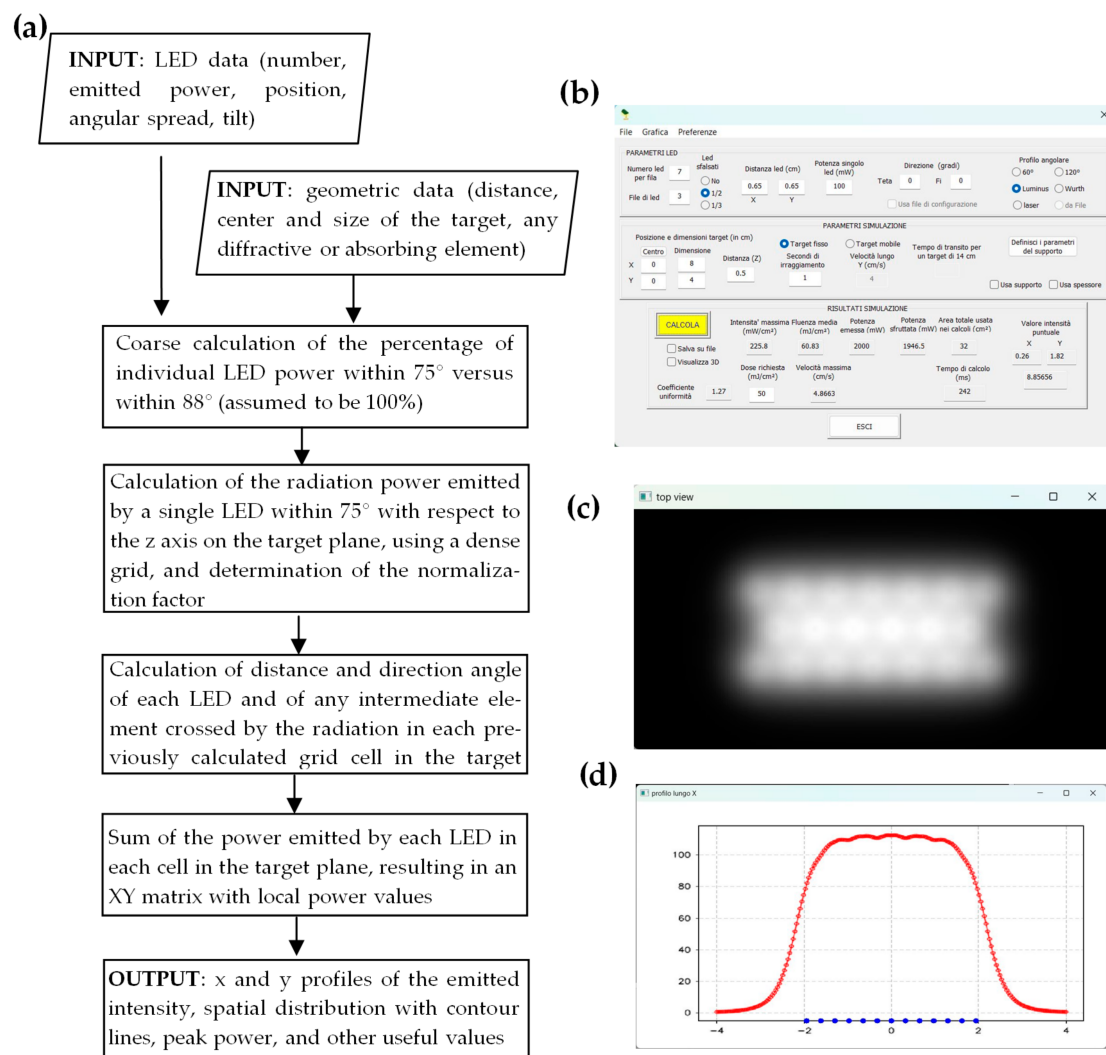 (a)
INPUT: LED data (number,
emitted power, position,
angular spread, tilt)
INPUT: geometric data (distance,
center and size of the target, any
diffractive or absorbing element)
Coarse calculation of the percentage of
individual LED power within 75° versus
within 88° (assumed to be 100%)
Calculation of the radiation power emitted
by a single LED within 75° with respect to
the z axis on the target plane, using a dense
grid, and determination of the normaliza-
tion factor
Calculation of distance and direction angle
of each LED and of any intermediate ele-
ment crossed by the radiation in each pre-
viously calculated grid cell in the target
Sum of the power emitted by each LED in
each cell in the target plane, resulting in an
XY matrix with local power values
OUTPUT: x and y profiles of the emitted
intensity, spatial distribution with contour
lines, peak power, and other useful values
(b)
File Grafica Preferenze
PARAMETRI LED
Numero led
per fila
7
File di led
3
Led
sfalsati
No
1/2
1/3
Distanza led (cm)
0.65 0.65
X Y
Potenza singolo
led (mW)
100
Direzione (gradi)
Teta 0 Fi 0
Usa file di configurazione
Profilo angolare
60° 120°
Luminus Wurth
laser da File
PARAMETRI SIMULAZIONE
Posizione e dimensioni target (in cm)
Centro Dimensione
X 0 8
Y 0 4
Distanza (Z)
0.5
Target fisso
Secondi di
irraggiamento
1
Target mobile
Velocità lungo
Y (cm/s)
4
Tempo di transito per
un target di 14 cm
Definisci i parametri
del supporto
Usa supporto Usa spessore
RISULTATI SIMULAZIONE
CALCOLA
Salva su file
Visualizza 3D
Intensita' massima
(mW/cm²)
225.8
Fluenza media
(mJ/cm²)
60.83
Potenza
emessa (mW)
2000
Potenza
sfruttata (mW)
1946.5
Area totale usata
nei calcoli (cm²)
32
Valore intensità
puntuale
X Y
0.26 1.82
8.85656
Coefficiente
uniformità
1.27
Dose richiesta
(mJ/cm²)
50
Velocità massima
(cm/s)
4.8663
Tempo di calcolo
(ms)
242
ESCI
(c)
top view
(d)
profilo lungo X
100
80
60
40
20
0
−4 −2 0 2 4